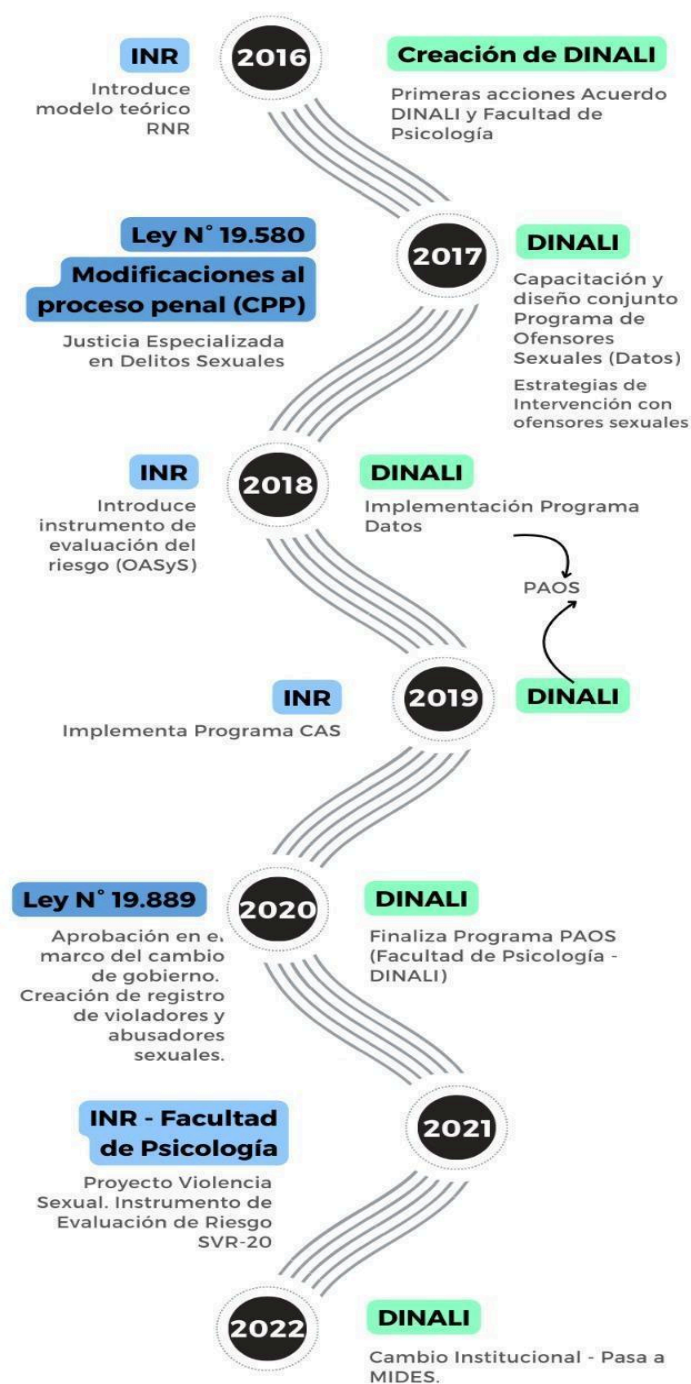 2016
INR
Introduce
modelo teórico
RNR
Creación de DINALI
Primeras acciones Acuerdo
DINALI y Facultad de
Psicología
2017
Ley N° 19.580
Modificaciones al
proceso penal (CPP)
Justicia Especializada
en Delitos Sexuales
DINALI
Capacitación y
diseño conjunto
Programa de
Ofensores
Sexuales (Datos)
Estrategias de
Intervención con
ofensores sexuales
2018
INR
Introduce
instrumento de
evaluación del
riesgo (OASyS)
DINALI
Implementación Programa
Datos
PAOS
2019
INR
Implementa Programa CAS
DINALI
2020
Ley N° 19.889
Aprobación en el
marco del cambio
de gobierno.
Creación de registro
de violadores y
abusadores
sexuales.
DINALI
Finaliza Programa PAOS
(Facultad de Psicología -
DINALI)
2021
INR - Facultad
de Psicología
Proyecto Violencia
Sexual. Instrumento de
Evaluación de Riesgo
SVR-20
2022
DINALI
Cambio Institucional - Pasa a
MIDES.